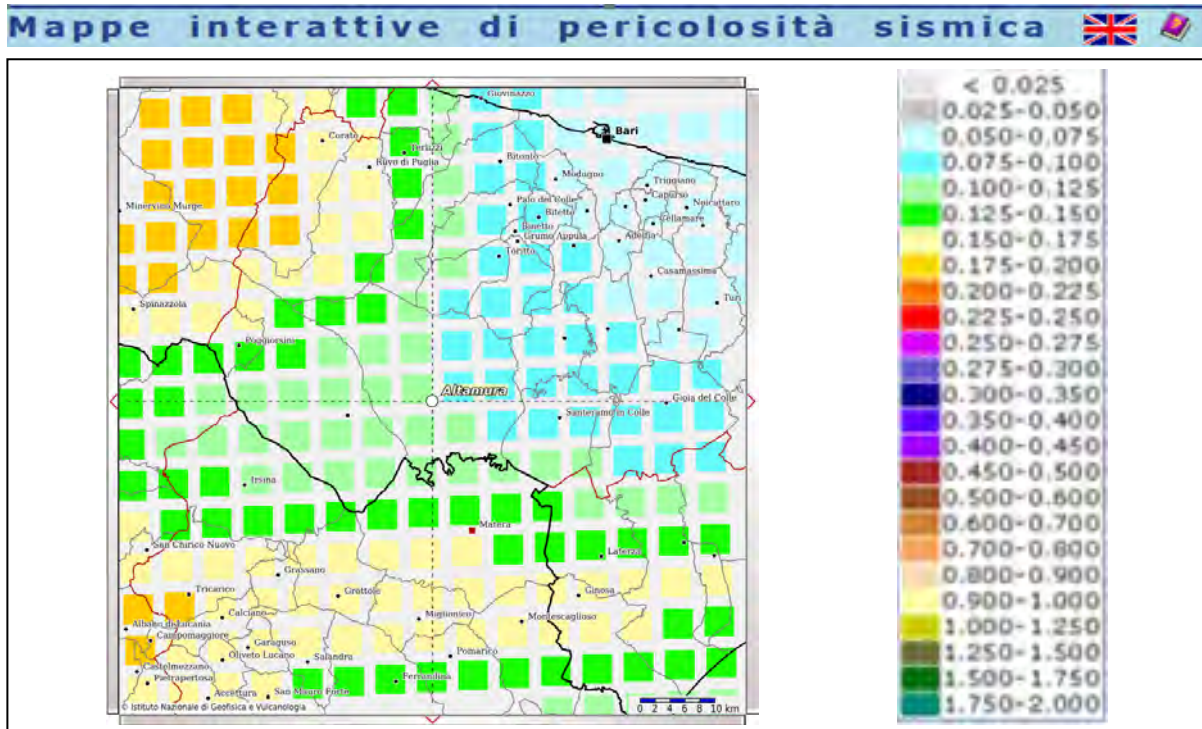 Mappe interattive di pericolosità sismica
Giovinazzo
Bari
Corato
Terlizzi
Ruvo di Puglia
Bitonto
Modugno
Triggiano
Capurso
Noicattaro
Cellamare
Palo del Colle
Bitetto
Binetto
Grumo Appula
Adelfia
Toritto
Minervino Murge
Casamassima
Turi
Spinazzola
Poggiorsini
Altamura
Gioia del Colle
Santeramo in Colle
Irsina
Matera
Laterza
San Chirico Nuovo
Grassano
Tricarico
Grottole
Ginosa
Calciano
Miglionico
Montescaglioso
Albano di Lucania
Campomaggiore
Garaguso
Oliveto Lucano
Salandra
Pomarico
Castelmezzano
Pietrapertosa
Ferrandina
Accettura
San Mauro Forte
© Istituto Nazionale di Geofisica e Vulcanologia
0 2 4 6 8 10 km
< 0.025
0.025-0.050
0.050-0.075
0.075-0.100
0.100-0.125
0.125-0.150
0.150-0.175
0.175-0.200
0.200-0.225
0.225-0.250
0.250-0.275
0.275-0.300
0.300-0.350
0.350-0.400
0.400-0.450
0.450-0.500
0.500-0.600
0.600-0.700
0.700-0.800
0.800-0.900
0.900-1.000
1.000-1.250
1.250-1.500
1.500-1.750
1.750-2.000